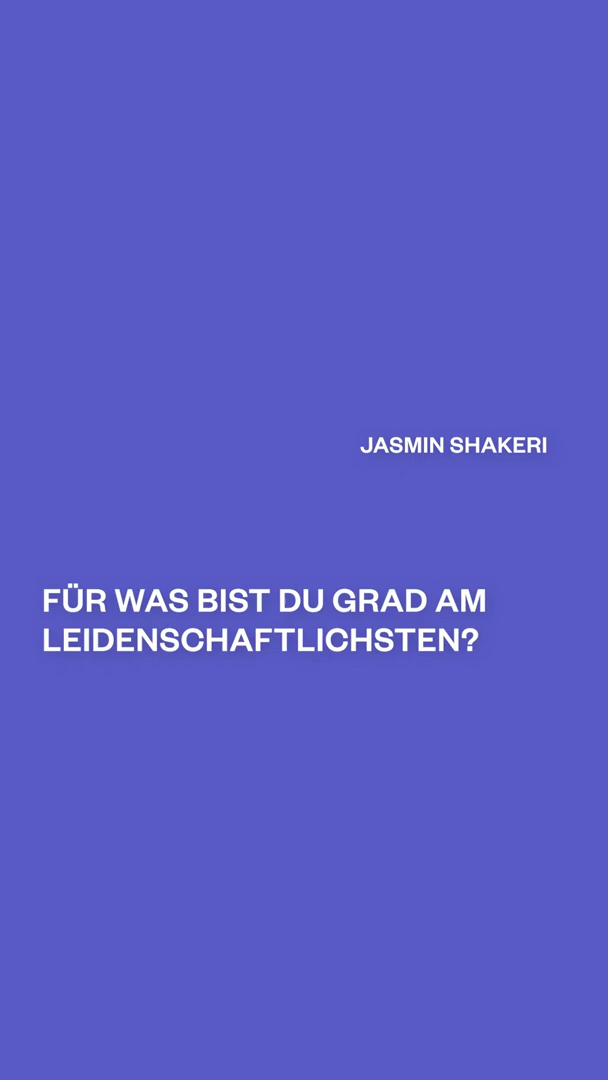 JASMIN SHAKERI
FÜR WAS BIST DU GRAD AM
LEIDENSCHAFTLICHSTEN?